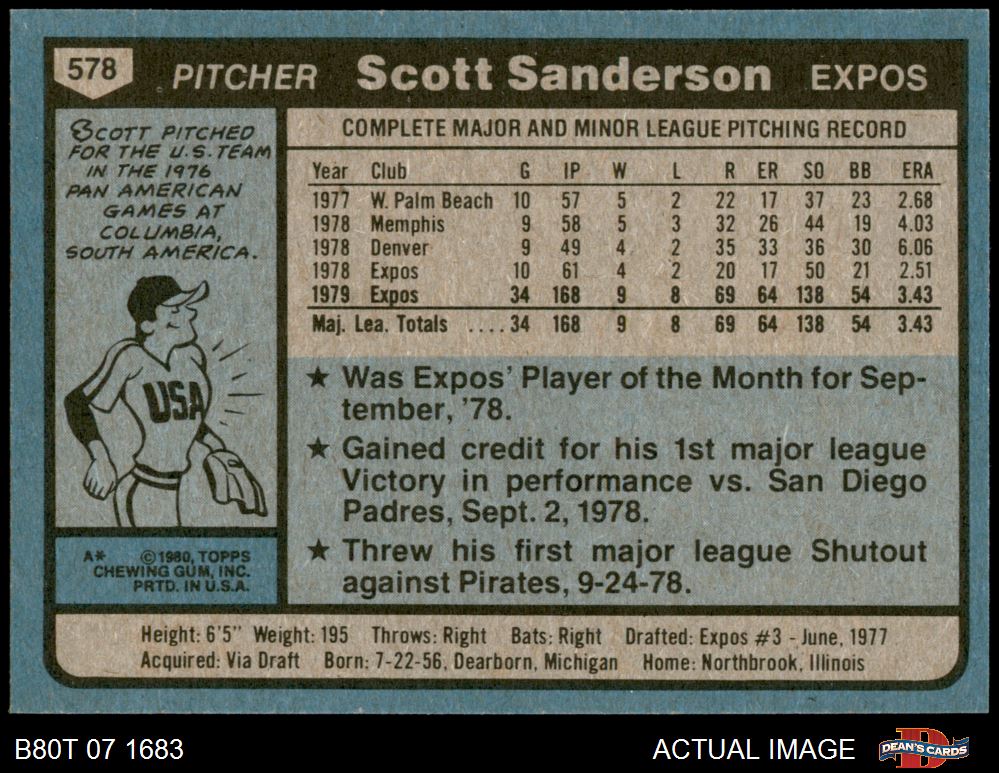 578 PITCHER Scott Sanderson EXPOS
SCOTT PITCHED
FOR THE U.S. TEAM
IN THE 1976
PAN AMERICAN
GAMES AT
COLUMBIA,
SOUTH AMERICA.
USA
A* ©1980, TOPPS
CHEWING GUM, INC.
PRTD. IN U.S.A.
COMPLETE MAJOR AND MINOR LEAGUE PITCHING RECORD
Year Club G IP W L R ER SO BB ERA
1977 W. Palm Beach 10 57 5 2 22 17 37 23 2.68
1978 Memphis 9 58 5 3 32 26 44 19 4.03
1978 Denver 9 49 4 2 35 33 36 30 6.06
1978 Expos 10 61 4 2 20 17 50 21 2.51
1979 Expos 34 168 9 8 69 64 138 54 3.43
Maj. Lea. Totals .... 34 168 9 8 69 64 138 54 3.43
★ Was Expos' Player of the Month for Sep-
tember, '78.
★ Gained credit for his 1st major league
Victory in performance vs. San Diego
Padres, Sept. 2, 1978.
★ Threw his first major league Shutout
against Pirates, 9-24-78.
Height: 6'5" Weight: 195 Throws: Right Bats: Right Drafted: Expos #3 - June, 1977
Acquired: Via Draft Born: 7-22-56, Dearborn, Michigan Home: Northbrook, Illinois
B80T 07 1683 ACTUAL IMAGE DEAN'S CARDS